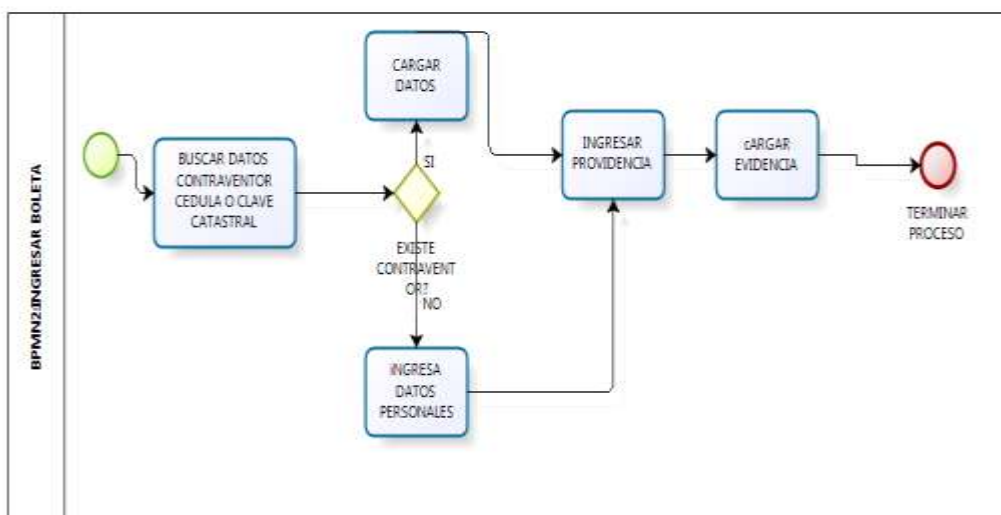 BPMN2:INGRESAR BOLETA
BUSCAR DATOS
CONTRAVENTOR
CEDULA O CLAVE
CATASTRAL
CARGAR
DATOS
SI
EXISTE
CONTRAVENT
OR?
NO
iNGRESA
DATOS
PERSONALES
INGRESAR
PROVIDENCIA
cARGAR
EVIDENCIA
TERMINAR
PROCESO